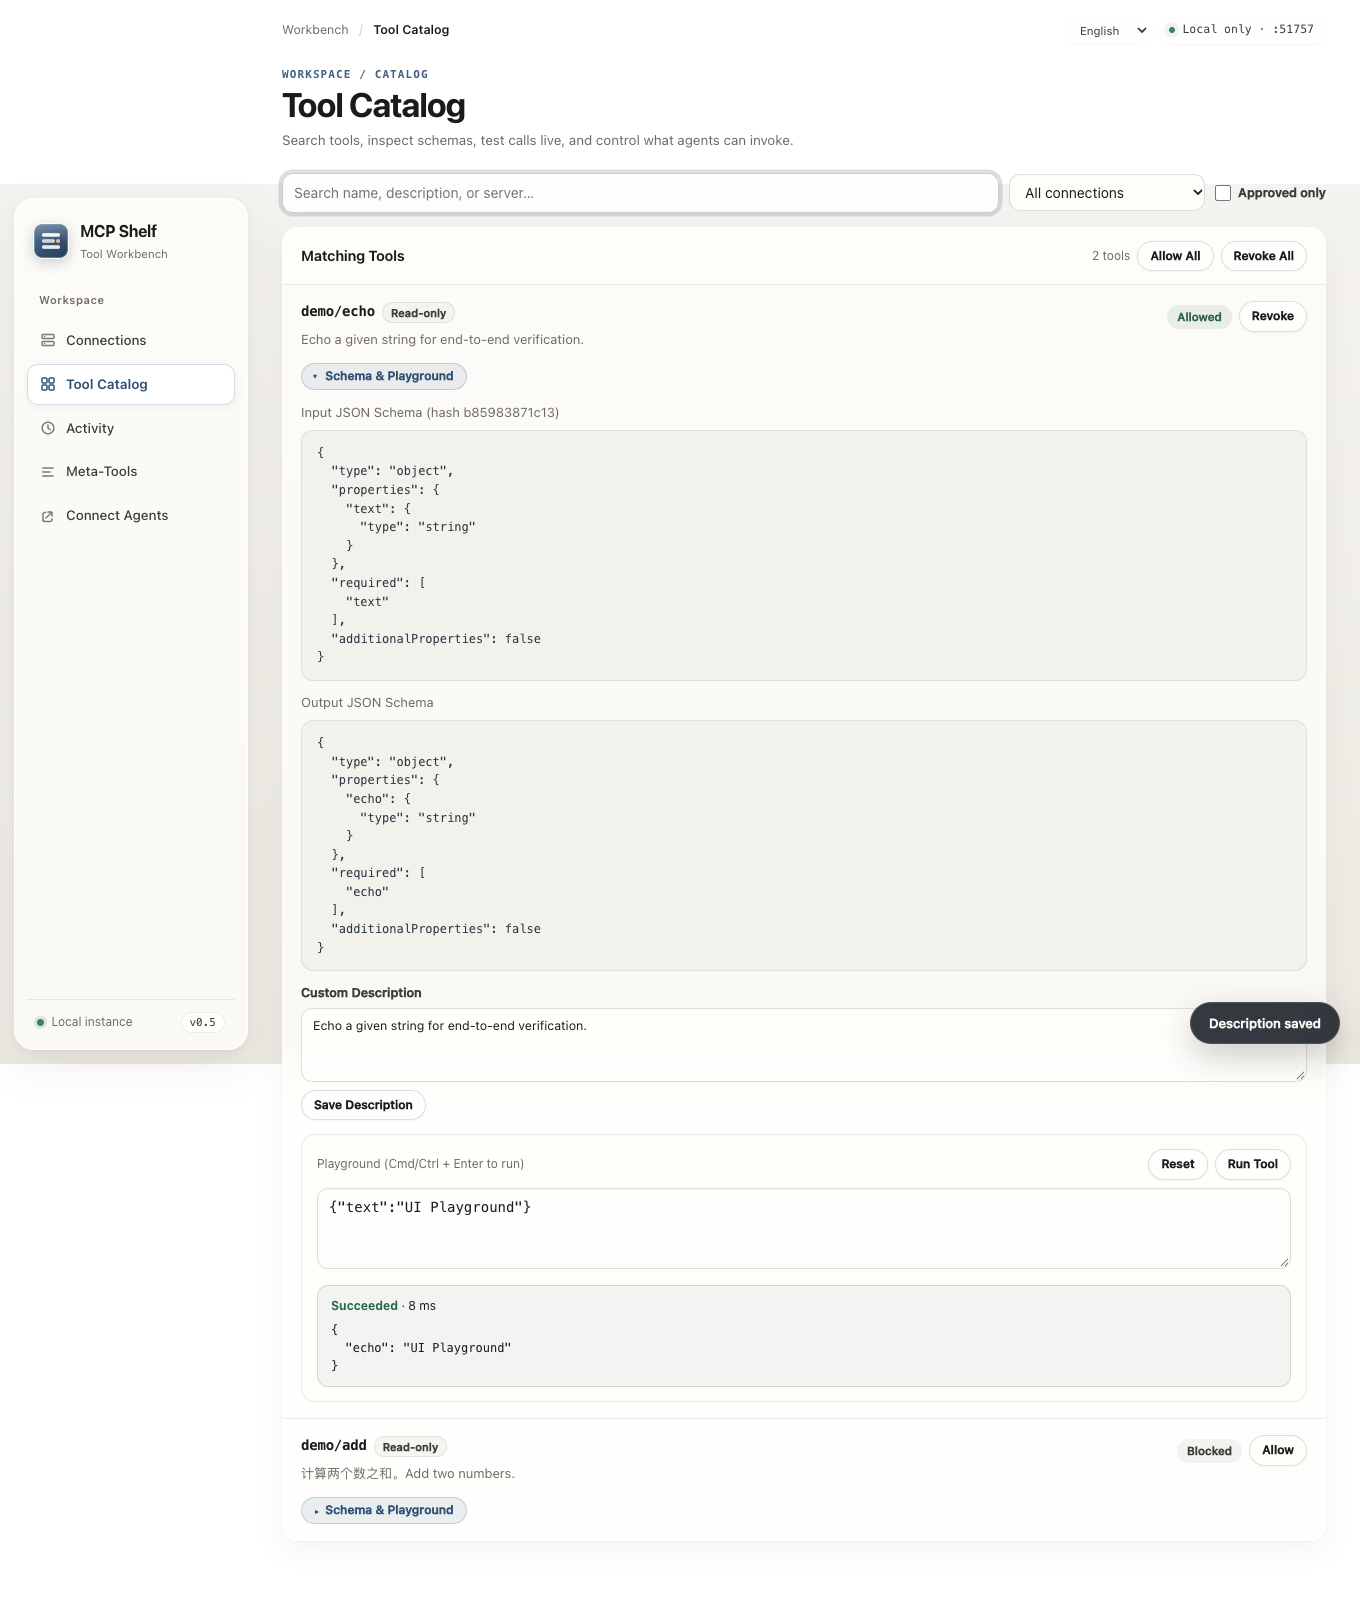 Workbench / Tool Catalog
English
Local only · :51757
WORKSPACE / CATALOG
Tool Catalog
Search tools, inspect schemas, test calls live, and control what agents can invoke.
Search name, description, or server...
All connections
Approved only
MCP Shelf
Tool Workbench
Workspace
Connections
Tool Catalog
Activity
Meta-Tools
Connect Agents
Local instance
v0.5
Matching Tools
2 tools
Allow All
Revoke All
demo/echo Read-only
Allowed
Revoke
Echo a given string for end-to-end verification.
Schema & Playground
Input JSON Schema (hash b85983871c13)
{
  "type": "object",
  "properties": {
    "text": {
      "type": "string"
    }
  },
  "required": [
    "text"
  ],
  "additionalProperties": false
}
Output JSON Schema
{
  "type": "object",
  "properties": {
    "echo": {
      "type": "string"
    }
  },
  "required": [
    "echo"
  ],
  "additionalProperties": false
}
Custom Description
Echo a given string for end-to-end verification.
Description saved
Save Description
Playground (Cmd/Ctrl + Enter to run)
Reset
Run Tool
{"text":"UI Playground"}
Succeeded · 8 ms
{
  "echo": "UI Playground"
}
demo/add Read-only
Blocked
Allow
计算两个数之和。Add two numbers.
Schema & Playground